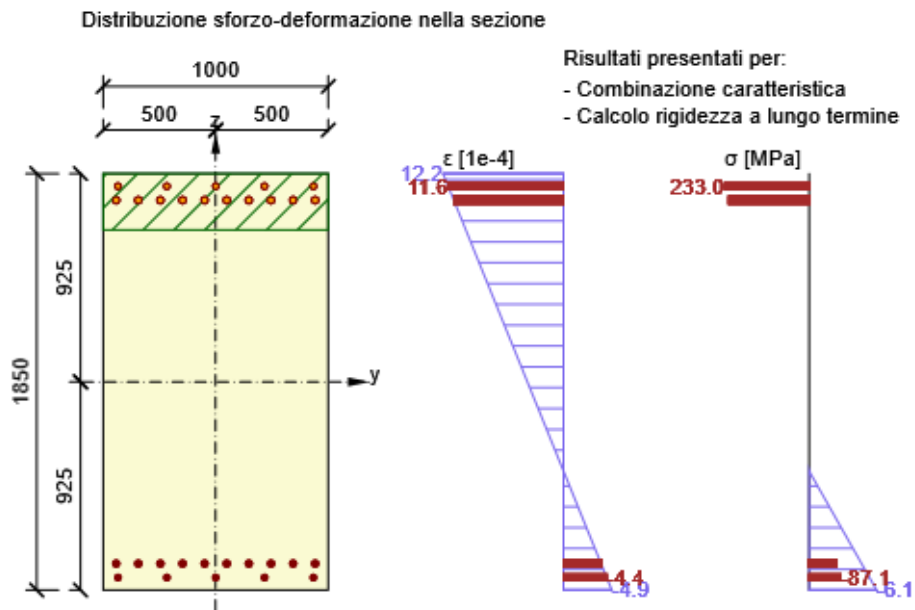 Distribuzione sforzo-deformazione nella sezione
Risultati presentati per:
- Combinazione caratteristica
- Calcolo rigidezza a lungo termine
1000
500
500
z
y
925
925
1850
ε [1e-4]
12.2
11.6
-4.4
-4.9
σ [MPa]
233.0
-87.1
-6.1